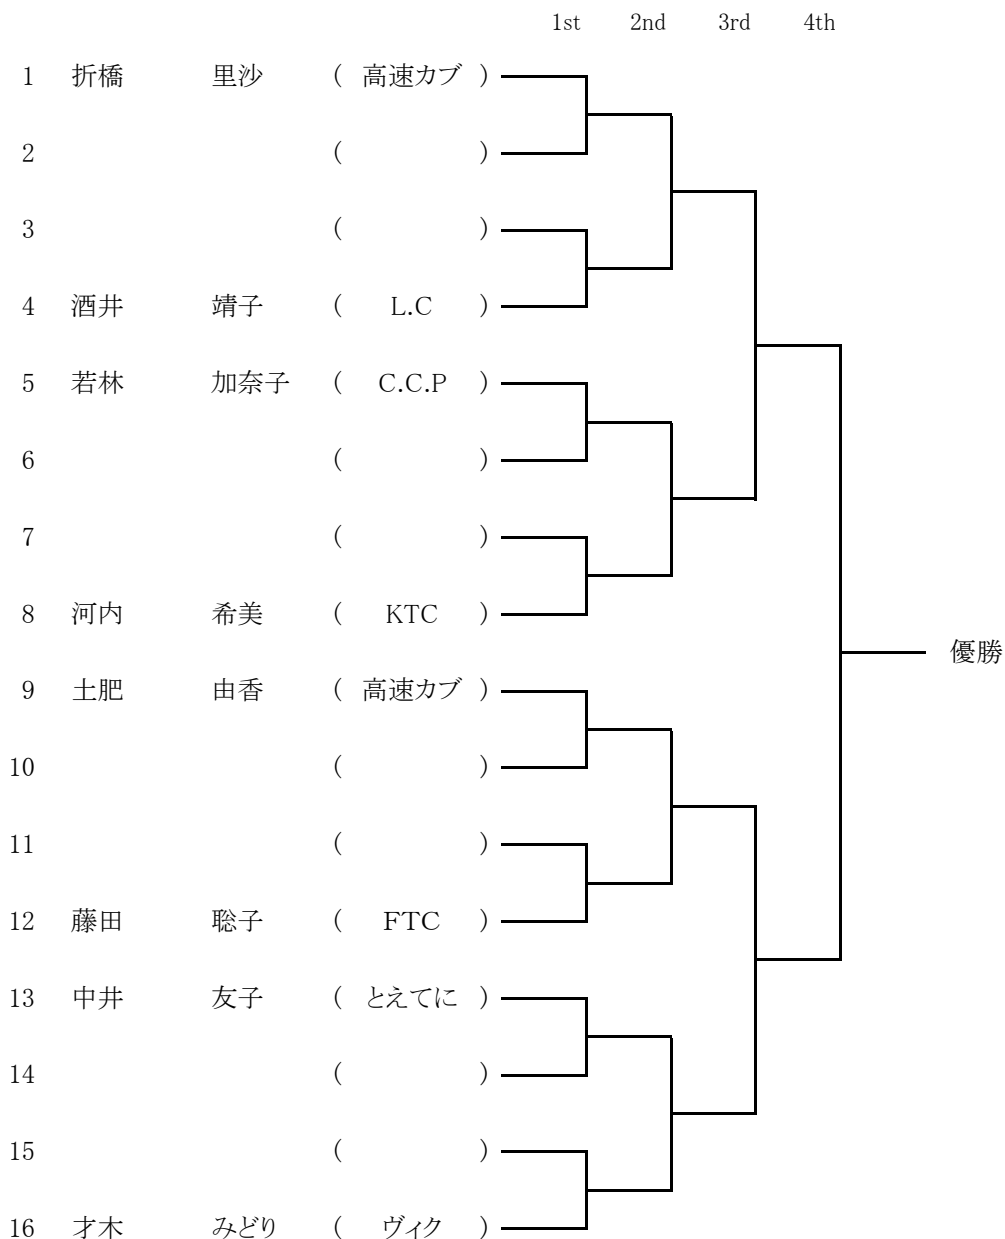 1st 2nd 3rd 4th
1 折橋 里沙 ( 高速カブ )
2 ( )
3 ( )
4 酒井 靖子 ( L.C )
5 若林 加奈子 ( C.C.P )
6 ( )
7 ( )
8 河内 希美 ( KTC )
優勝
9 土肥 由香 ( 高速カブ )
10 ( )
11 ( )
12 藤田 聡子 ( FTC )
13 中井 友子 ( とえてに )
14 ( )
15 ( )
16 才木 みどり ( ヴィク )